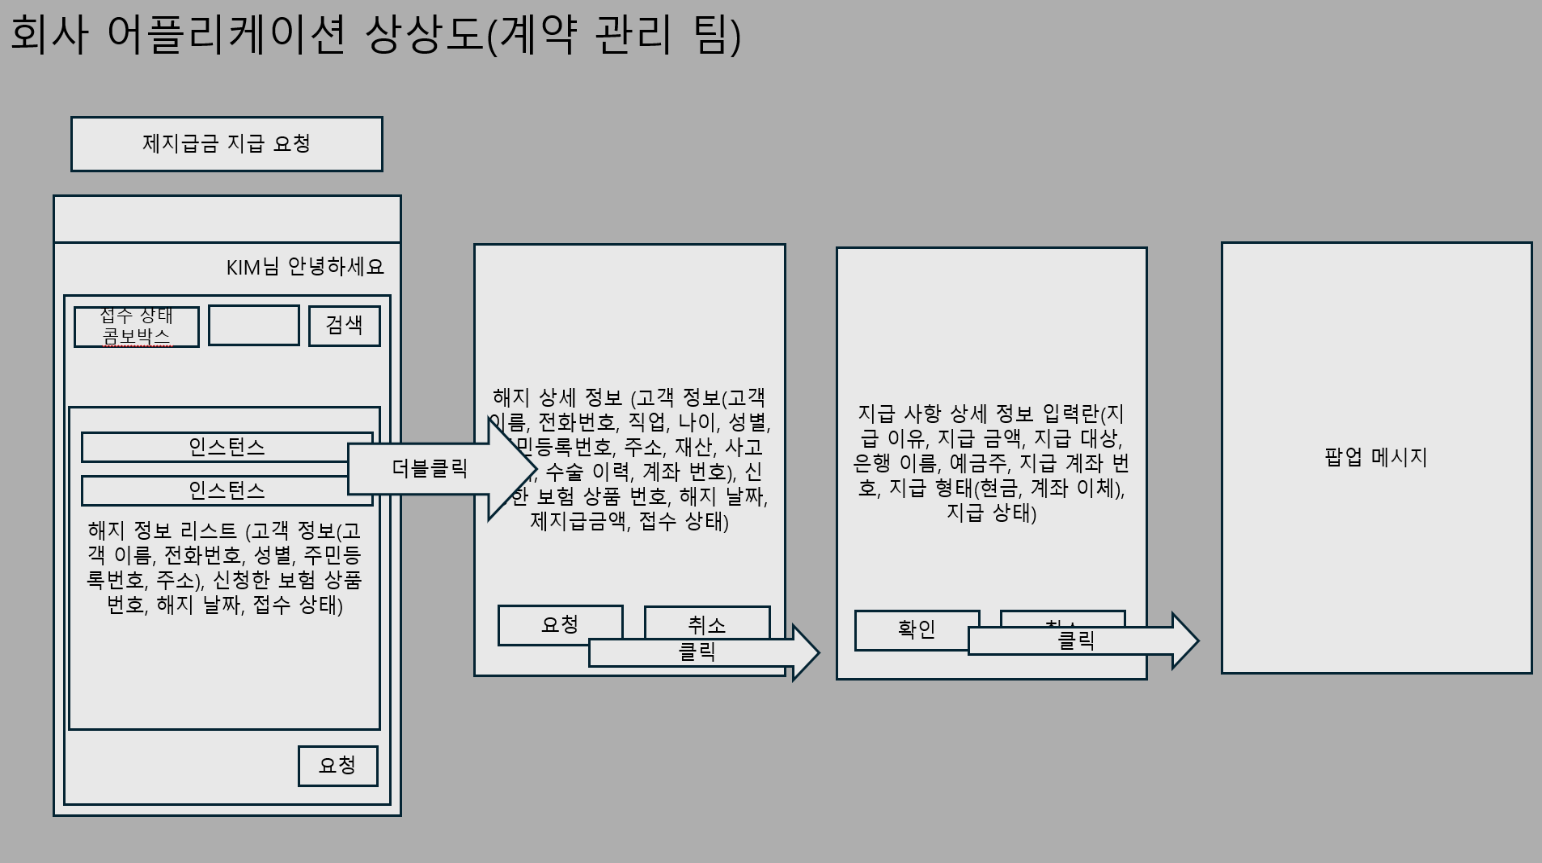 회사 어플리케이션 상상도(계약 관리 팀)
제지급금 지급 요청
KIM님 안녕하세요
접수 상태
콤보박스
검색
인스턴스
인스턴스
해지 정보 리스트 (고객 정보(고
객 이름, 전화번호, 성별, 주민등
록번호, 주소), 신청한 보험 상품
번호, 해지 날짜, 접수 상태)
요청
더블클릭
해지 상세 정보 (고객 정보(고객
이름, 전화번호, 직업, 나이, 성별,
민등록번호, 주소, 재산, 사고
, 수술 이력, 계좌 번호), 신
한 보험 상품 번호, 해지 날짜,
제지급금액, 접수 상태)
요청
취소
클릭
지급 사항 상세 정보 입력란(지
급 이유, 지급 금액, 지급 대상,
은행 이름, 예금주, 지급 계좌 번
호, 지급 형태(현금, 계좌 이체),
지급 상태)
확인
클릭
팝업 메시지